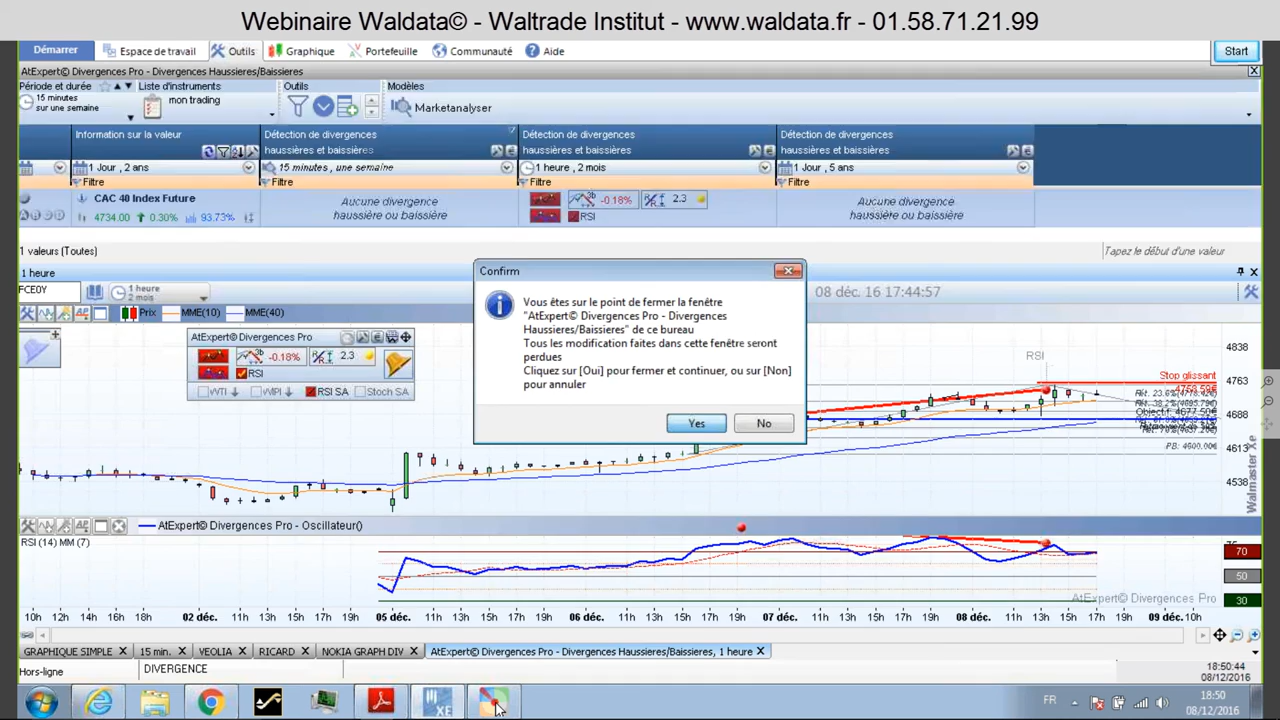 Webinaire Waldata© - Waltrade Institut - www.waldata.fr - 01.58.71.21.99
Démarrer Espace de travail Outils Graphique Portefeuille Communauté Aide Start
AtExpert© Divergences Pro - Divergences Haussieres/Baissieres
Période et durée Liste d'instruments Outils Modèles
15 minutes
sur une semaine
mon trading
Marketanalyser
Information sur la valeur
Détection de divergences
haussières et baissières
Détection de divergences
haussières et baissières
Détection de divergences
haussières et baissières
1 Jour , 2 ans 15 minutes , une semaine 1 heure , 2 mois 1 Jour , 5 ans
Filtre Filtre Filtre Filtre
CAC 40 Index Future
4734.00 0.30% 93.73%
Aucune divergence
haussière ou baissière
3b -0.18% R/R 2.3
RSI
Aucune divergence
haussière ou baissière
1 valeurs (Toutes) Tapez le début d'une valeur
1 heure
FCE0Y
1 heure
2 mois
08 déc. 16 17:44:57
Prix MME(10) MME(40)
AtExpert© Divergences Pro
3b -0.18% R/R 2.3
RSI
VVTI WPI RSI SA Stoch SA
Confirm
Vous êtes sur le point de fermer la fenêtre
"AtExpert© Divergences Pro - Divergences
Haussieres/Baissieres" de ce bureau
Tous les modification faites dans cette fenêtre seront
perdues
Cliquez sur [Oui] pour fermer et continuer, ou sur [Non]
pour annuler
Yes No
RSI
Stop glissant
PB: 4600.00€
4838
4763
4688
4613
4538
Walmaster Xe
AtExpert© Divergences Pro - Oscillateur()
RSI (14) MM (7)
70
50
30
AtExpert© Divergences Pro
10h 12h 14h 16h 18h 02 déc. 11h 13h 15h 17h 05 déc. 11h 13h 15h 17h 06 déc. 11h 13h 15h 17h 07 déc. 11h 13h 15h 17h 08 déc. 11h 13h 15h 17h 09 déc. 10h
GRAPHIQUE SIMPLE 15 min. VEOLIA RICARD NOKIA GRAPH DIV AtExpert© Divergences Pro - Divergences Haussieres/Baissieres, 1 heure
Hors-ligne DIVERGENCE
18:50:44
08/12/2016
XE
FR
18:50
08/12/2016